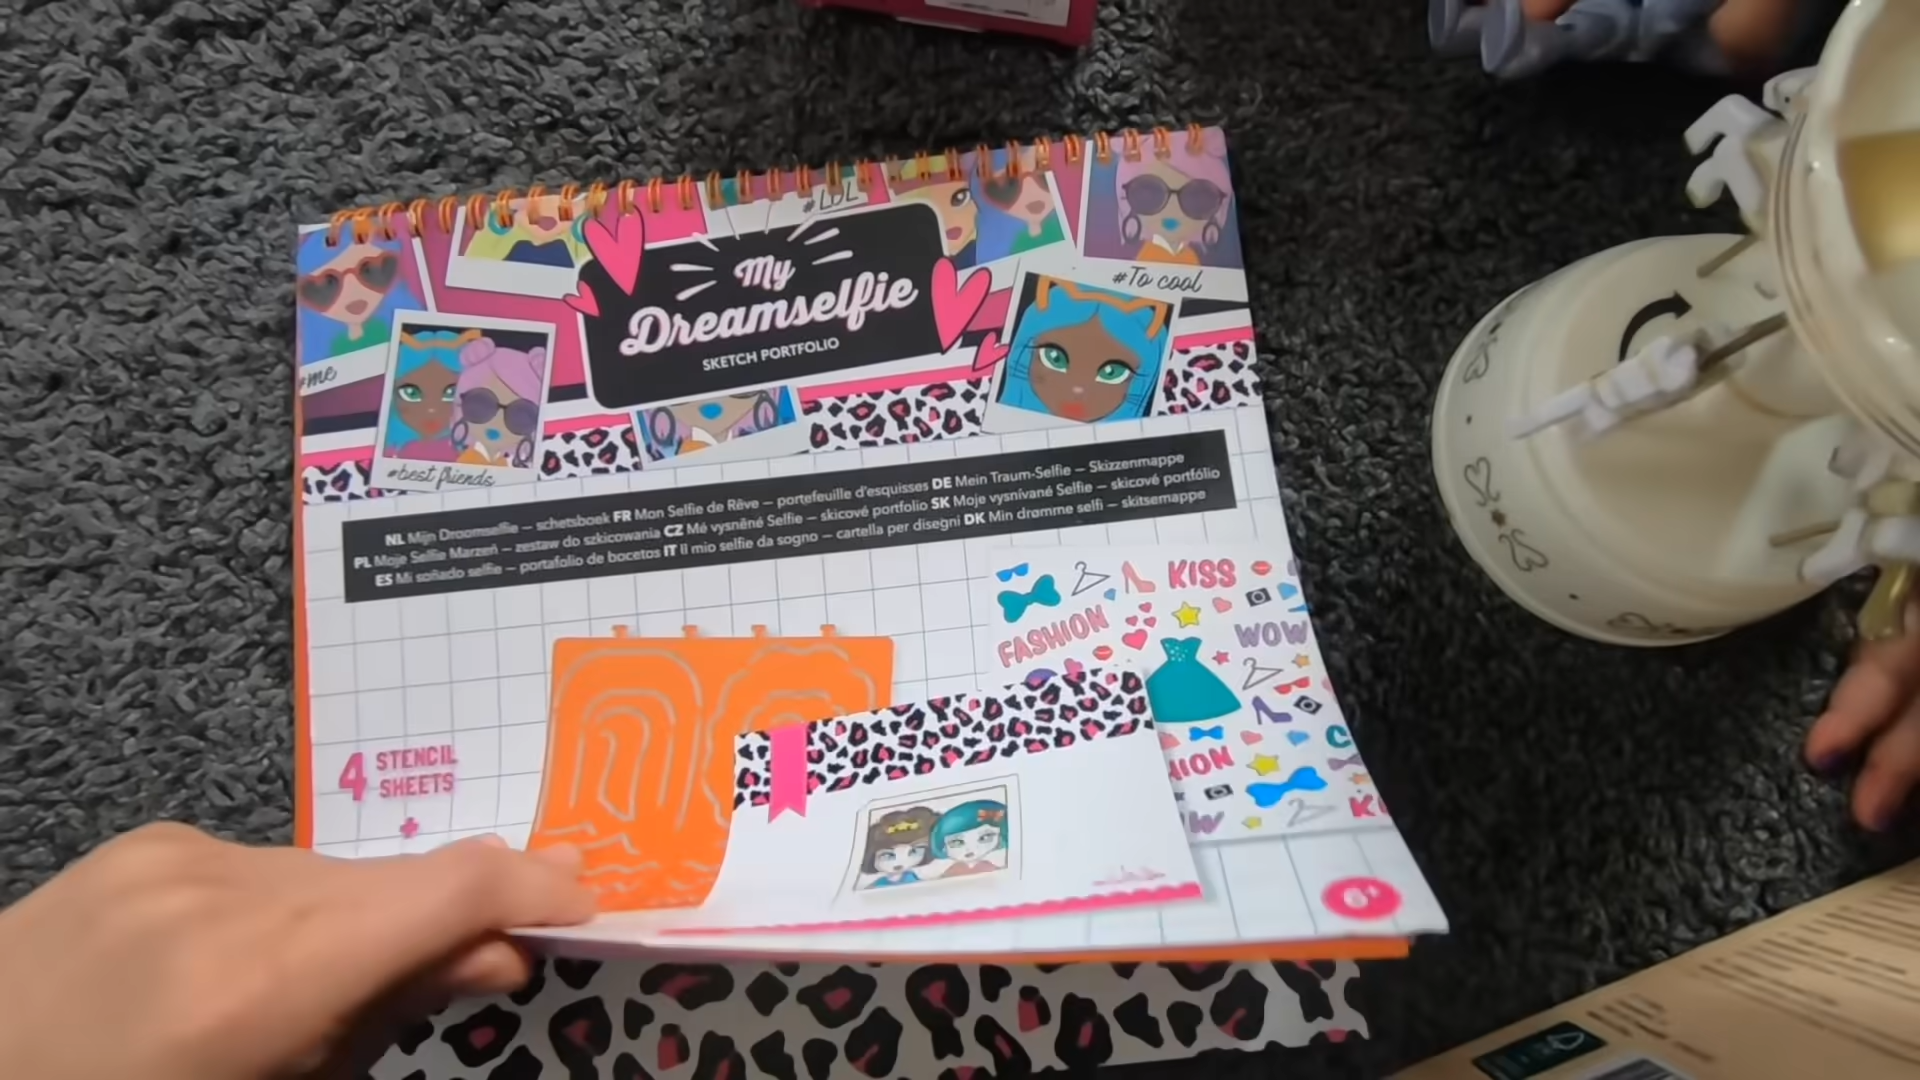 #LOL
My
Dreamselfie
SKETCH PORTFOLIO
#To cool
#me
#best friends
NL Mijn Droomselfie – schetsboek FR Mon Selfie de Rêve – portefeuille d'esquisses DE Mein Traum-Selfie – Skizzenmappe
PL Moje Selfie Marzeń – zestaw do szkicowania CZ Mé vysněné Selfie – skicové portfolio SK Moje vysnívané Selfie – skicové portfólio
ES Mi soñado selfie – portafolio de bocetos IT Il mio selfie da sogno – cartella per disegni DK Min drømme selfi – skitsemappe
KISS
FASHION
WOW
4 STENCIL
SHEETS
+
6+